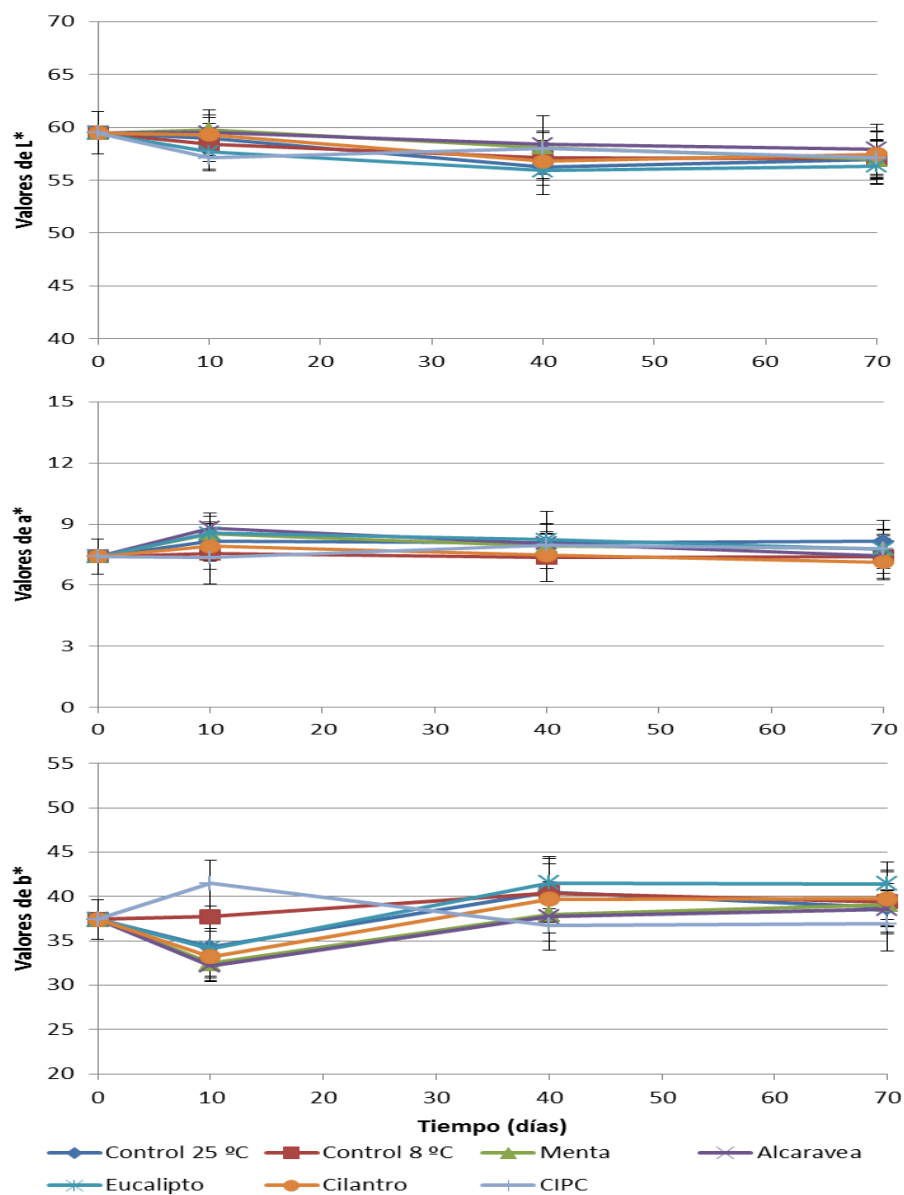 70
65
60
55
50
45
40
Valores de L*
0 10 20 30 40 50 60 70
15
12
9
6
3
0
Valores de a*
0 10 20 30 40 50 60 70
55
50
45
40
35
30
25
20
Valores de b*
0 10 20 30 40 50 60 70
Tiempo (días)
Control 25 ºC Control 8 ºC Menta Alcaravea
Eucalipto Cilantro CIPC